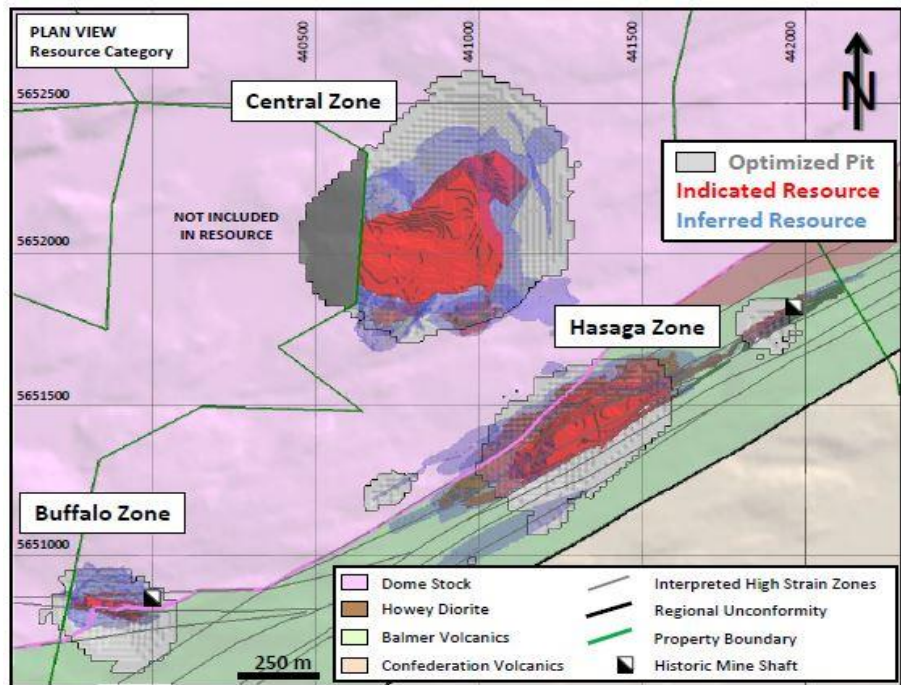 PLAN VIEW
Resource Category
440500
441000
441500
442000
N
5652500
Central Zone
Optimized Pit
Indicated Resource
Inferred Resource
NOT INCLUDED
IN RESOURCE
5652000
Hasaga Zone
5651500
Buffalo Zone
5651000
Dome Stock
Howey Diorite
Balmer Volcanics
Confederation Volcanics
Interpreted High Strain Zones
Regional Unconformity
Property Boundary
Historic Mine Shaft
250 m